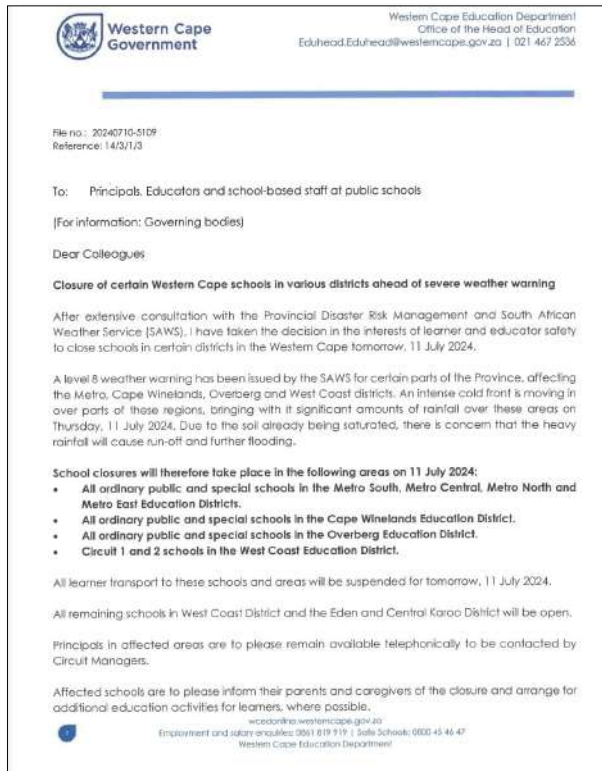 Western Cape
Government
Western Cape Education Department
Office of the Head of Education
Eduhead.Eduhead@westerncape.gov.za | 021 467 2536
File no.: 20240710-5109
Reference: 14/3/1/3
To: Principals, Educators and school-based staff at public schools
(For information: Governing bodies)
Dear Colleagues
Closure of certain Western Cape schools in various districts ahead of severe weather warning
After extensive consultation with the Provincial Disaster Risk Management and South African
Weather Service (SAWS), I have taken the decision in the interests of learner and educator safety
to close schools in certain districts in the Western Cape tomorrow, 11 July 2024.
A level 8 weather warning has been issued by the SAWS for certain parts of the Province, affecting
the Metro, Cape Winelands, Overberg and West Coast districts. An intense cold front is moving in
over parts of these regions, bringing with it significant amounts of rainfall over these areas on
Thursday, 11 July 2024. Due to the soil already being saturated, there is concern that the heavy
rainfall will cause run-off and further flooding.
School closures will therefore take place in the following areas on 11 July 2024:
• All ordinary public and special schools in the Metro South, Metro Central, Metro North and
Metro East Education Districts.
• All ordinary public and special schools in the Cape Winelands Education District.
• All ordinary public and special schools in the Overberg Education District.
• Circuit 1 and 2 schools in the West Coast Education District.
All learner transport to these schools and areas will be suspended for tomorrow, 11 July 2024.
All remaining schools in West Coast District and the Eden and Central Karoo District will be open.
Principals in affected areas are to please remain available telephonically to be contacted by
Circuit Managers.
Affected schools are to please inform their parents and caregivers of the closure and arrange for
additional education activities for learners, where possible.
wcedonline.westerncape.gov.za
Employment and salary enquiries: 0861 819 919 | Safe Schools: 0800 45 46 47
Western Cape Education Department